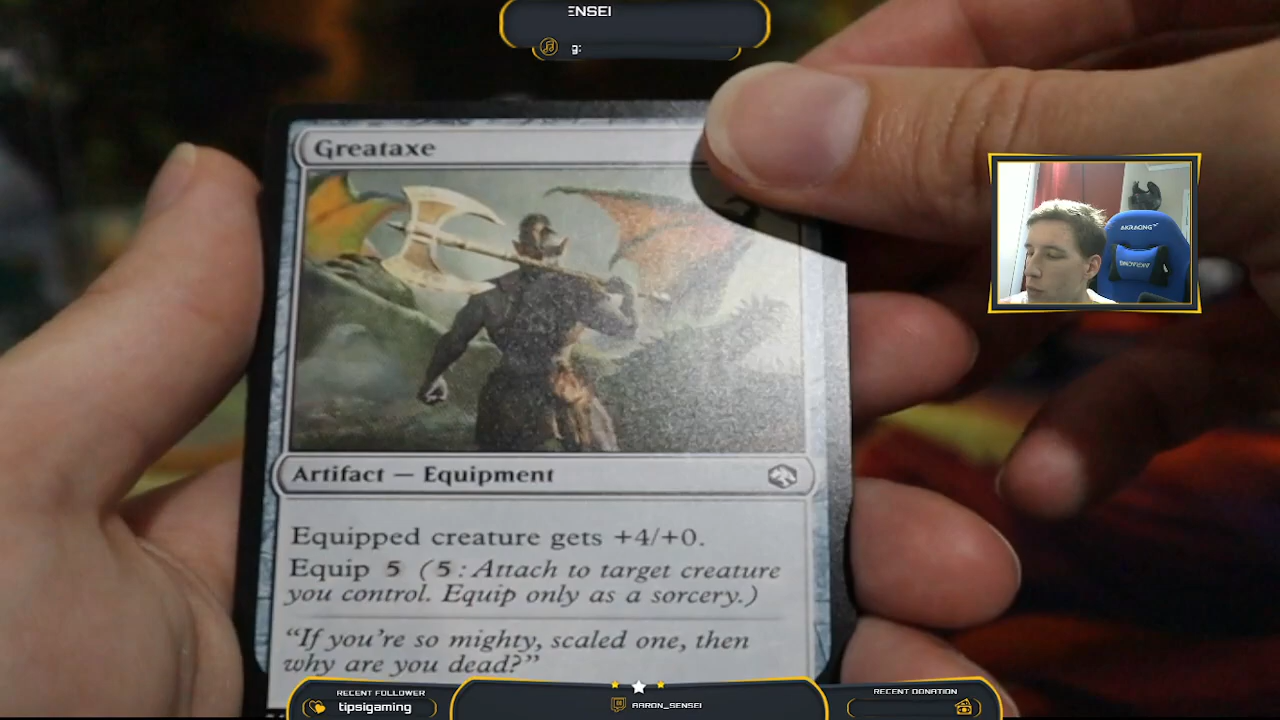 ENSEI
g:
Greataxe
AKRACING
Artifact — Equipment
Equipped creature gets +4/+0.
Equip 5 (5: Attach to target creature
you control. Equip only as a sorcery.)
"If you're so mighty, scaled one, then
why are you dead?"
RECENT FOLLOWER
tipsigaming
AARON_SENSEI
RECENT DONATION